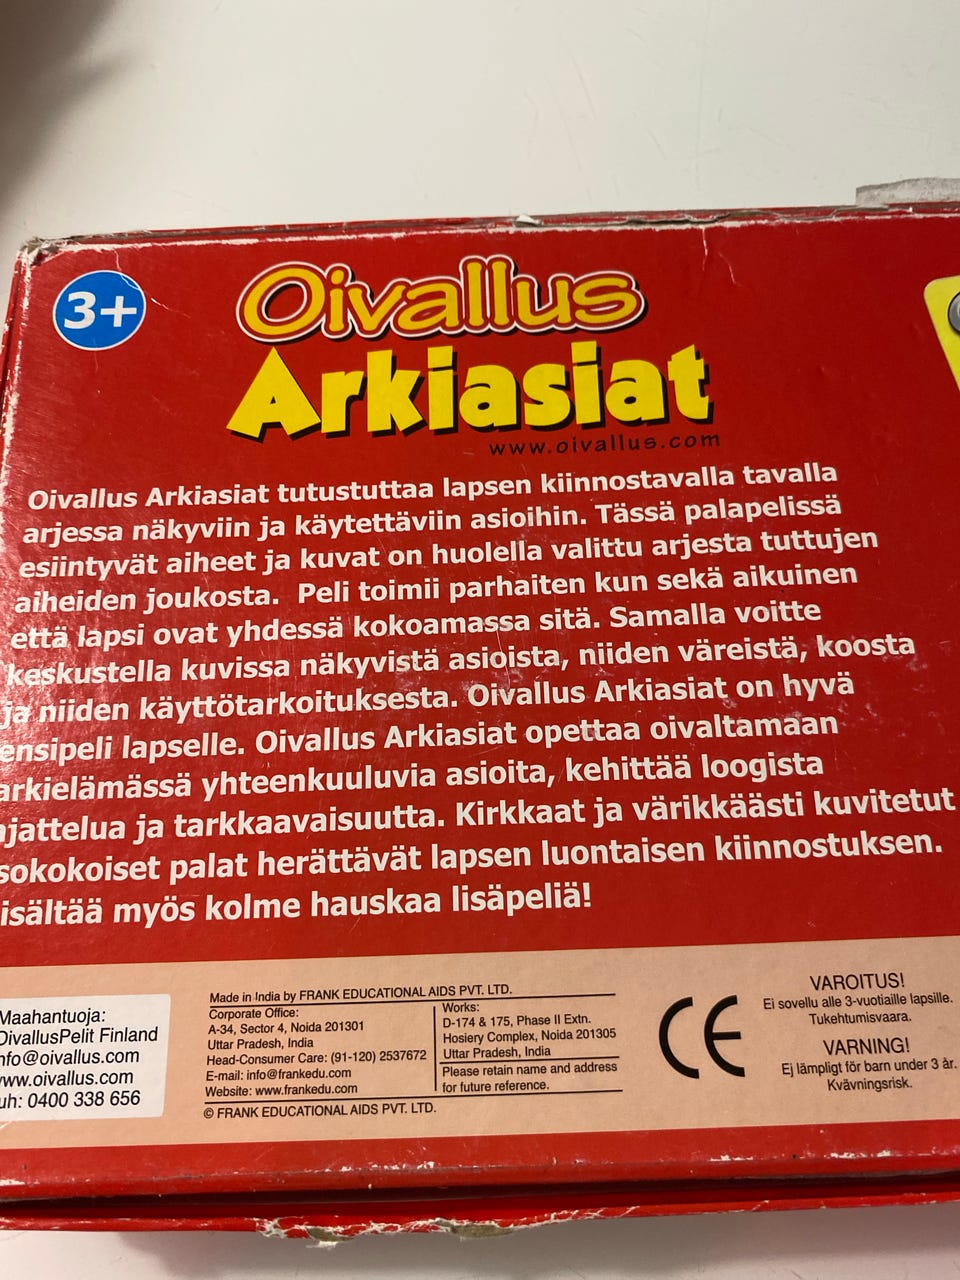 3+
Oivallus
Arkiasiat
www.oivallus.com
Oivallus Arkiasiat tutustuttaa lapsen kiinnostavalla tavalla
arjessa näkyviin ja käytettäviin asioihin. Tässä palapelissä
esiintyvät aiheet ja kuvat on huolella valittu arjesta tuttujen
aiheiden joukosta. Peli toimii parhaiten kun sekä aikuinen
että lapsi ovat yhdessä kokoamassa sitä. Samalla voitte
keskustella kuvissa näkyvistä asioista, niiden väreistä, koosta
ja niiden käyttötarkoituksesta. Oivallus Arkiasiat on hyvä
ensipeli lapselle. Oivallus Arkiasiat opettaa oivaltamaan
arkielämässä yhteenkuuluvia asioita, kehittää loogista
ajattelua ja tarkkaavaisuutta. Kirkkaat ja värikkäästi kuvitetut
sokokoiset palat herättävät lapsen luontaisen kiinnostuksen.
isältää myös kolme hauskaa lisäpeliä!
Maahantuoja:
OivallusPelit Finland
nfo@oivallus.com
www.oivallus.com
uh: 0400 338 656
Made in India by FRANK EDUCATIONAL AIDS PVT. LTD.
Corporate Office:
A-34, Sector 4, Noida 201301
Uttar Pradesh, India
Head-Consumer Care: (91-120) 2537672
E-mail: info@frankedu.com
Website: www.frankedu.com
Works:
D-174 & 175, Phase II Extn.
Hosiery Complex, Noida 201305
Uttar Pradesh, India
Please retain name and address
for future reference.
© FRANK EDUCATIONAL AIDS PVT. LTD.
CE
VAROITUS!
Ei sovellu alle 3-vuotiaille lapsille.
Tukehtumisvaara.
VARNING!
Ej lämpligt för barn under 3 år.
Kvävningsrisk.